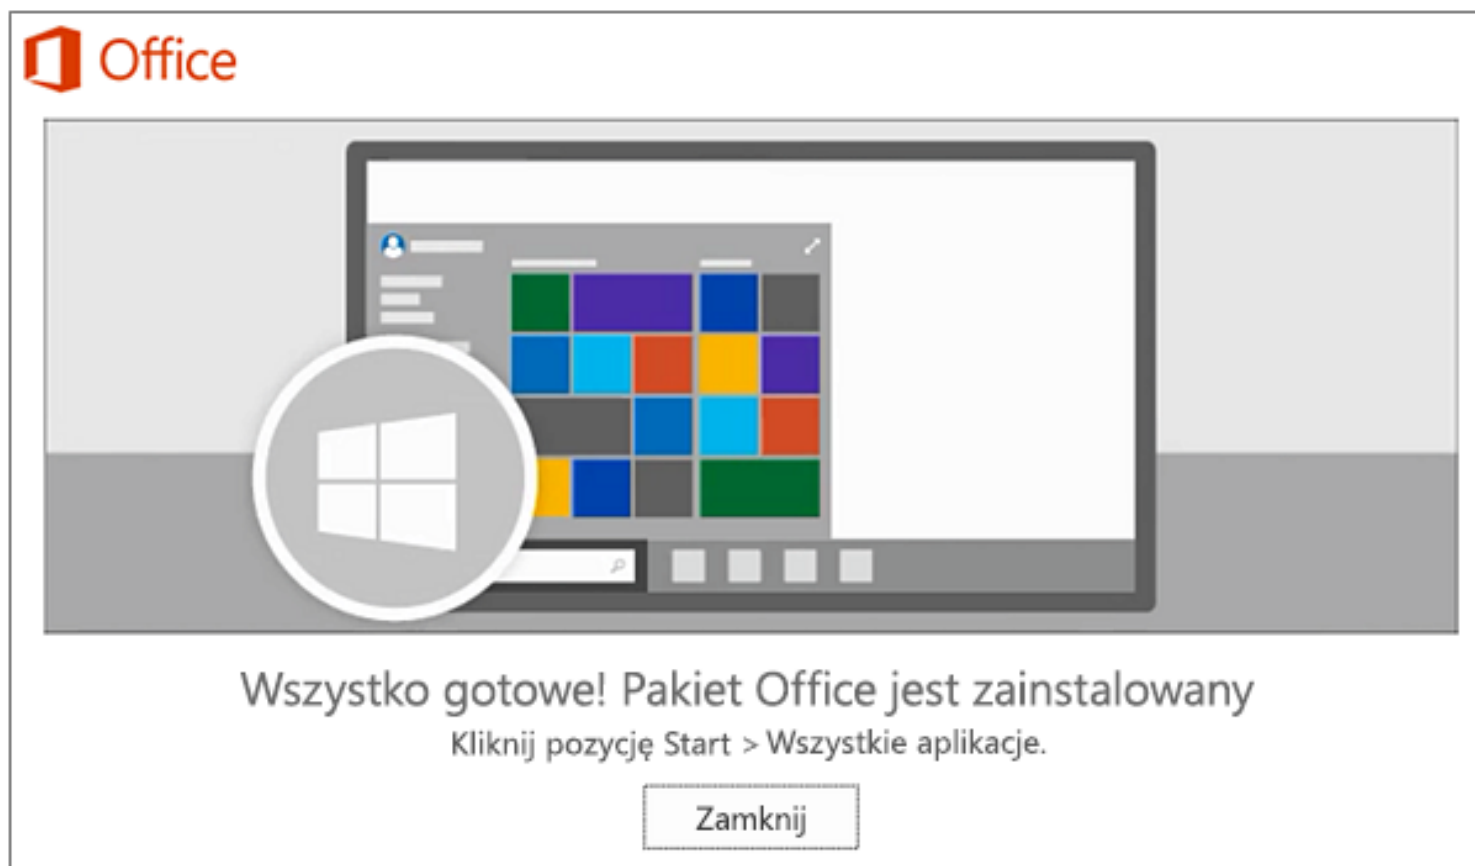 Office
Wszystko gotowe! Pakiet Office jest zainstalowany
Kliknij pozycję Start > Wszystkie aplikacje.
Zamknij